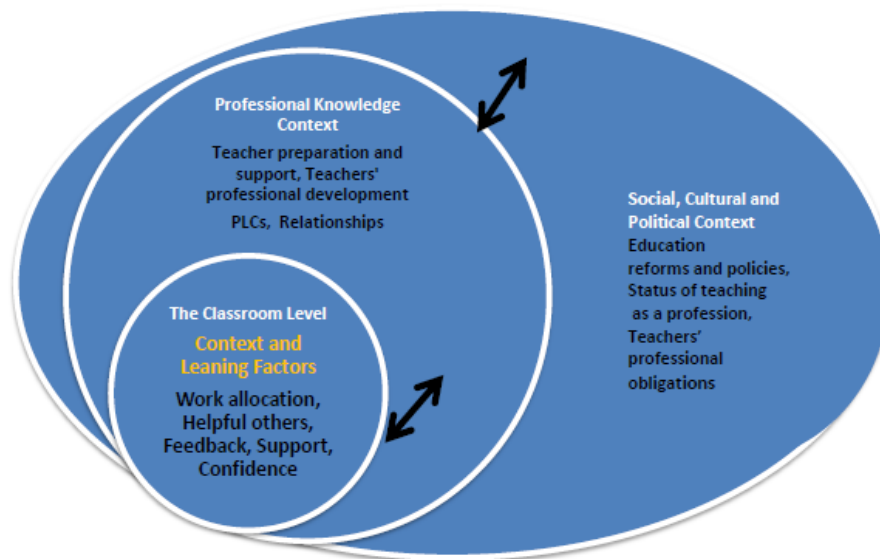 Professional Knowledge
Context
Teacher preparation and
support, Teachers'
professional development
PLCs, Relationships
The Classroom Level
Context and
Leaning Factors
Work allocation,
Helpful others,
Feedback, Support,
Confidence
Social, Cultural and
Political Context
Education
reforms and policies,
Status of teaching
as a profession,
Teachers’
professional
obligations